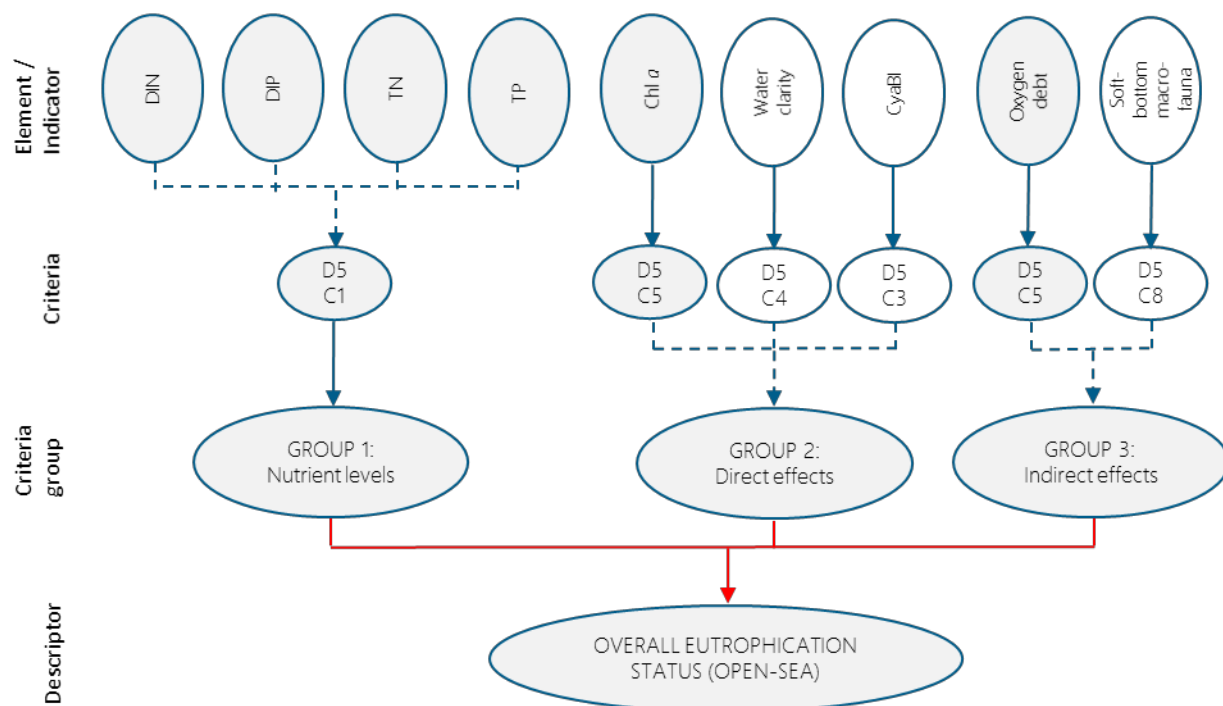 Element /
Indicator
DIN
DIP
TN
TP
Chl a
Water
clarity
CyaBl
Oxygen
debt
Soft-
bottom
macro-
fauna
Criteria
D5
C1
D5
C5
D5
C4
D5
C3
D5
C5
D5
C8
Criteria
group
GROUP 1:
Nutrient levels
GROUP 2:
Direct effects
GROUP 3:
Indirect effects
Descriptor
OVERALL EUTROPHICATION
STATUS (OPEN-SEA)